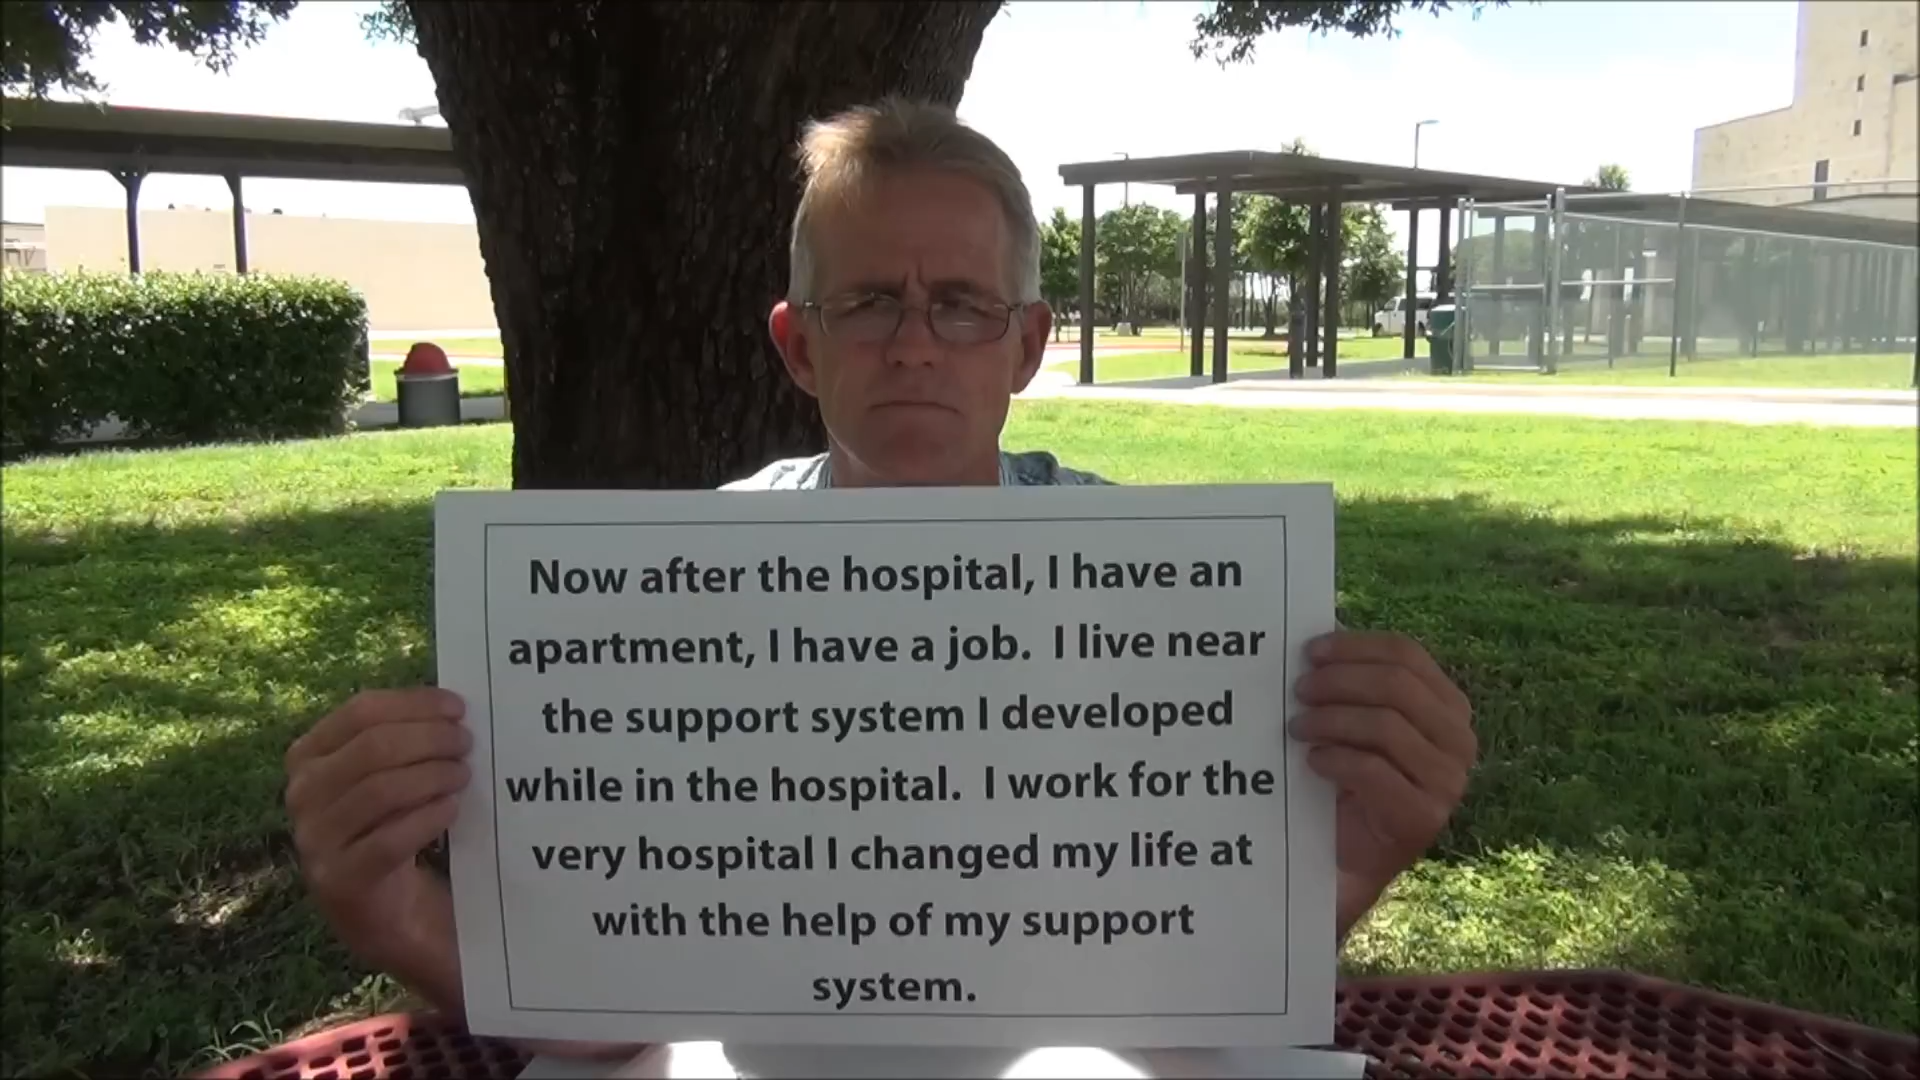 Now after the hospital, I have an
apartment, I have a job.  I live near
the support system I developed
while in the hospital.  I work for the
very hospital I changed my life at
with the help of my support
system.